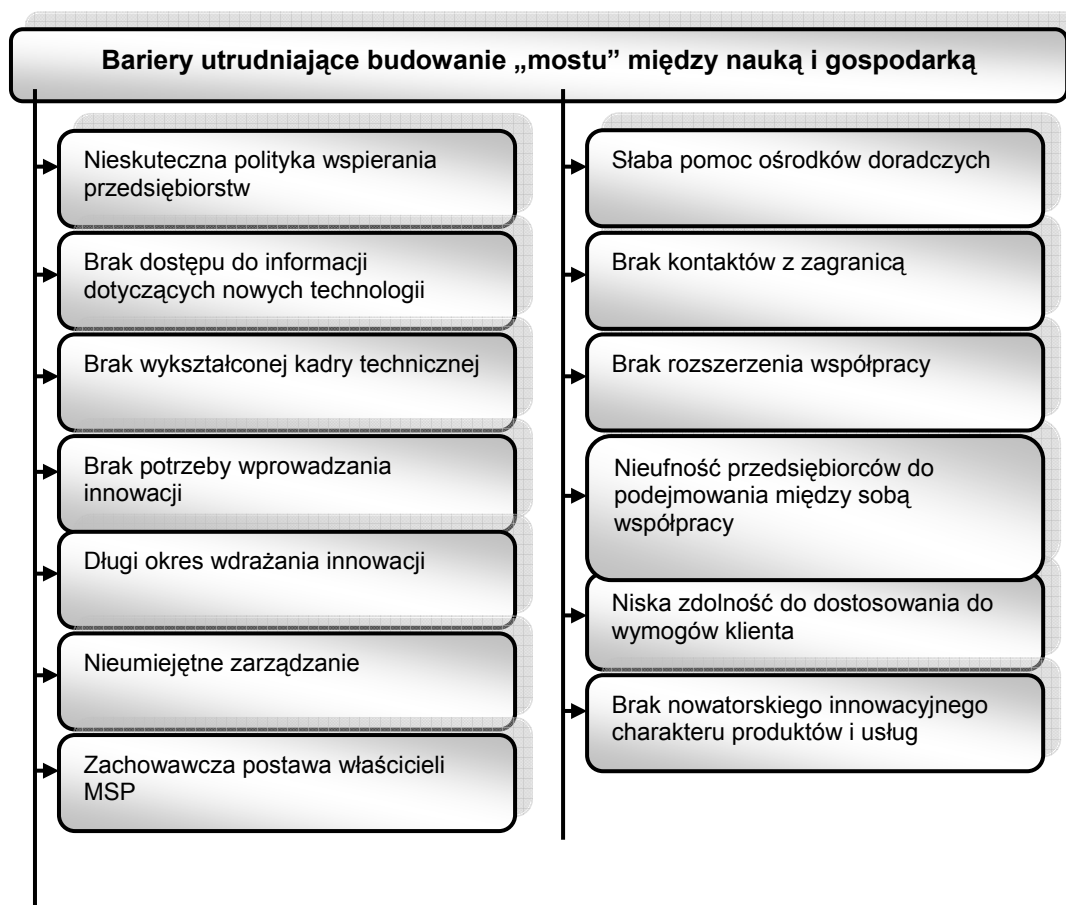 Bariery utrudniające budowanie „mostu” między nauką i gospodarką
Nieskuteczna polityka wspierania
przedsiębiorstw
Brak dostępu do informacji
dotyczących nowych technologii
Brak wykształconej kadry technicznej
Brak potrzeby wprowadzania
innowacji
Długi okres wdrażania innowacji
Nieumiejętne zarządzanie
Zachowawcza postawa właścicieli
MSP
Słaba pomoc ośrodków doradczych
Brak kontaktów z zagranicą
Brak rozszerzenia współpracy
Nieufność przedsiębiorców do
podejmowania między sobą
współpracy
Niska zdolność do dostosowania do
wymogów klienta
Brak nowatorskiego innowacyjnego
charakteru produktów i usług